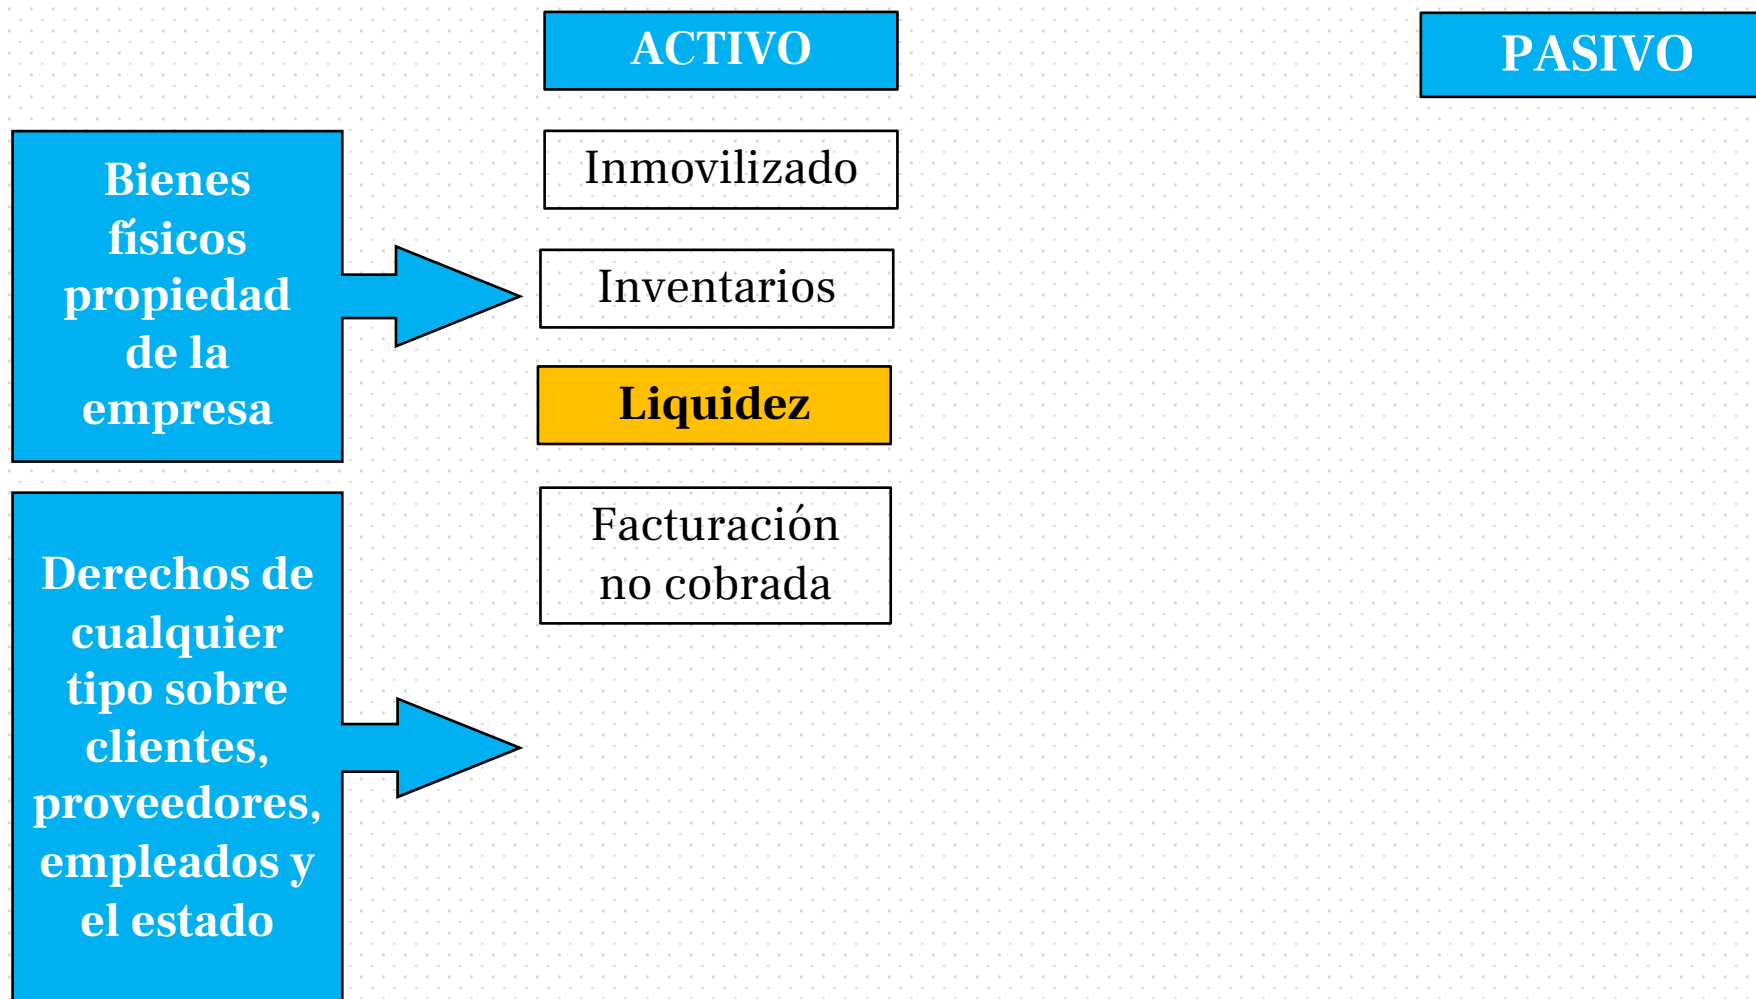 ACTIVO
PASIVO
Bienes
físicos
propiedad
de la
empresa
Inmovilizado
Inventarios
Liquidez
Derechos de
cualquier
tipo sobre
clientes,
proveedores,
empleados y
el estado
Facturación
no cobrada